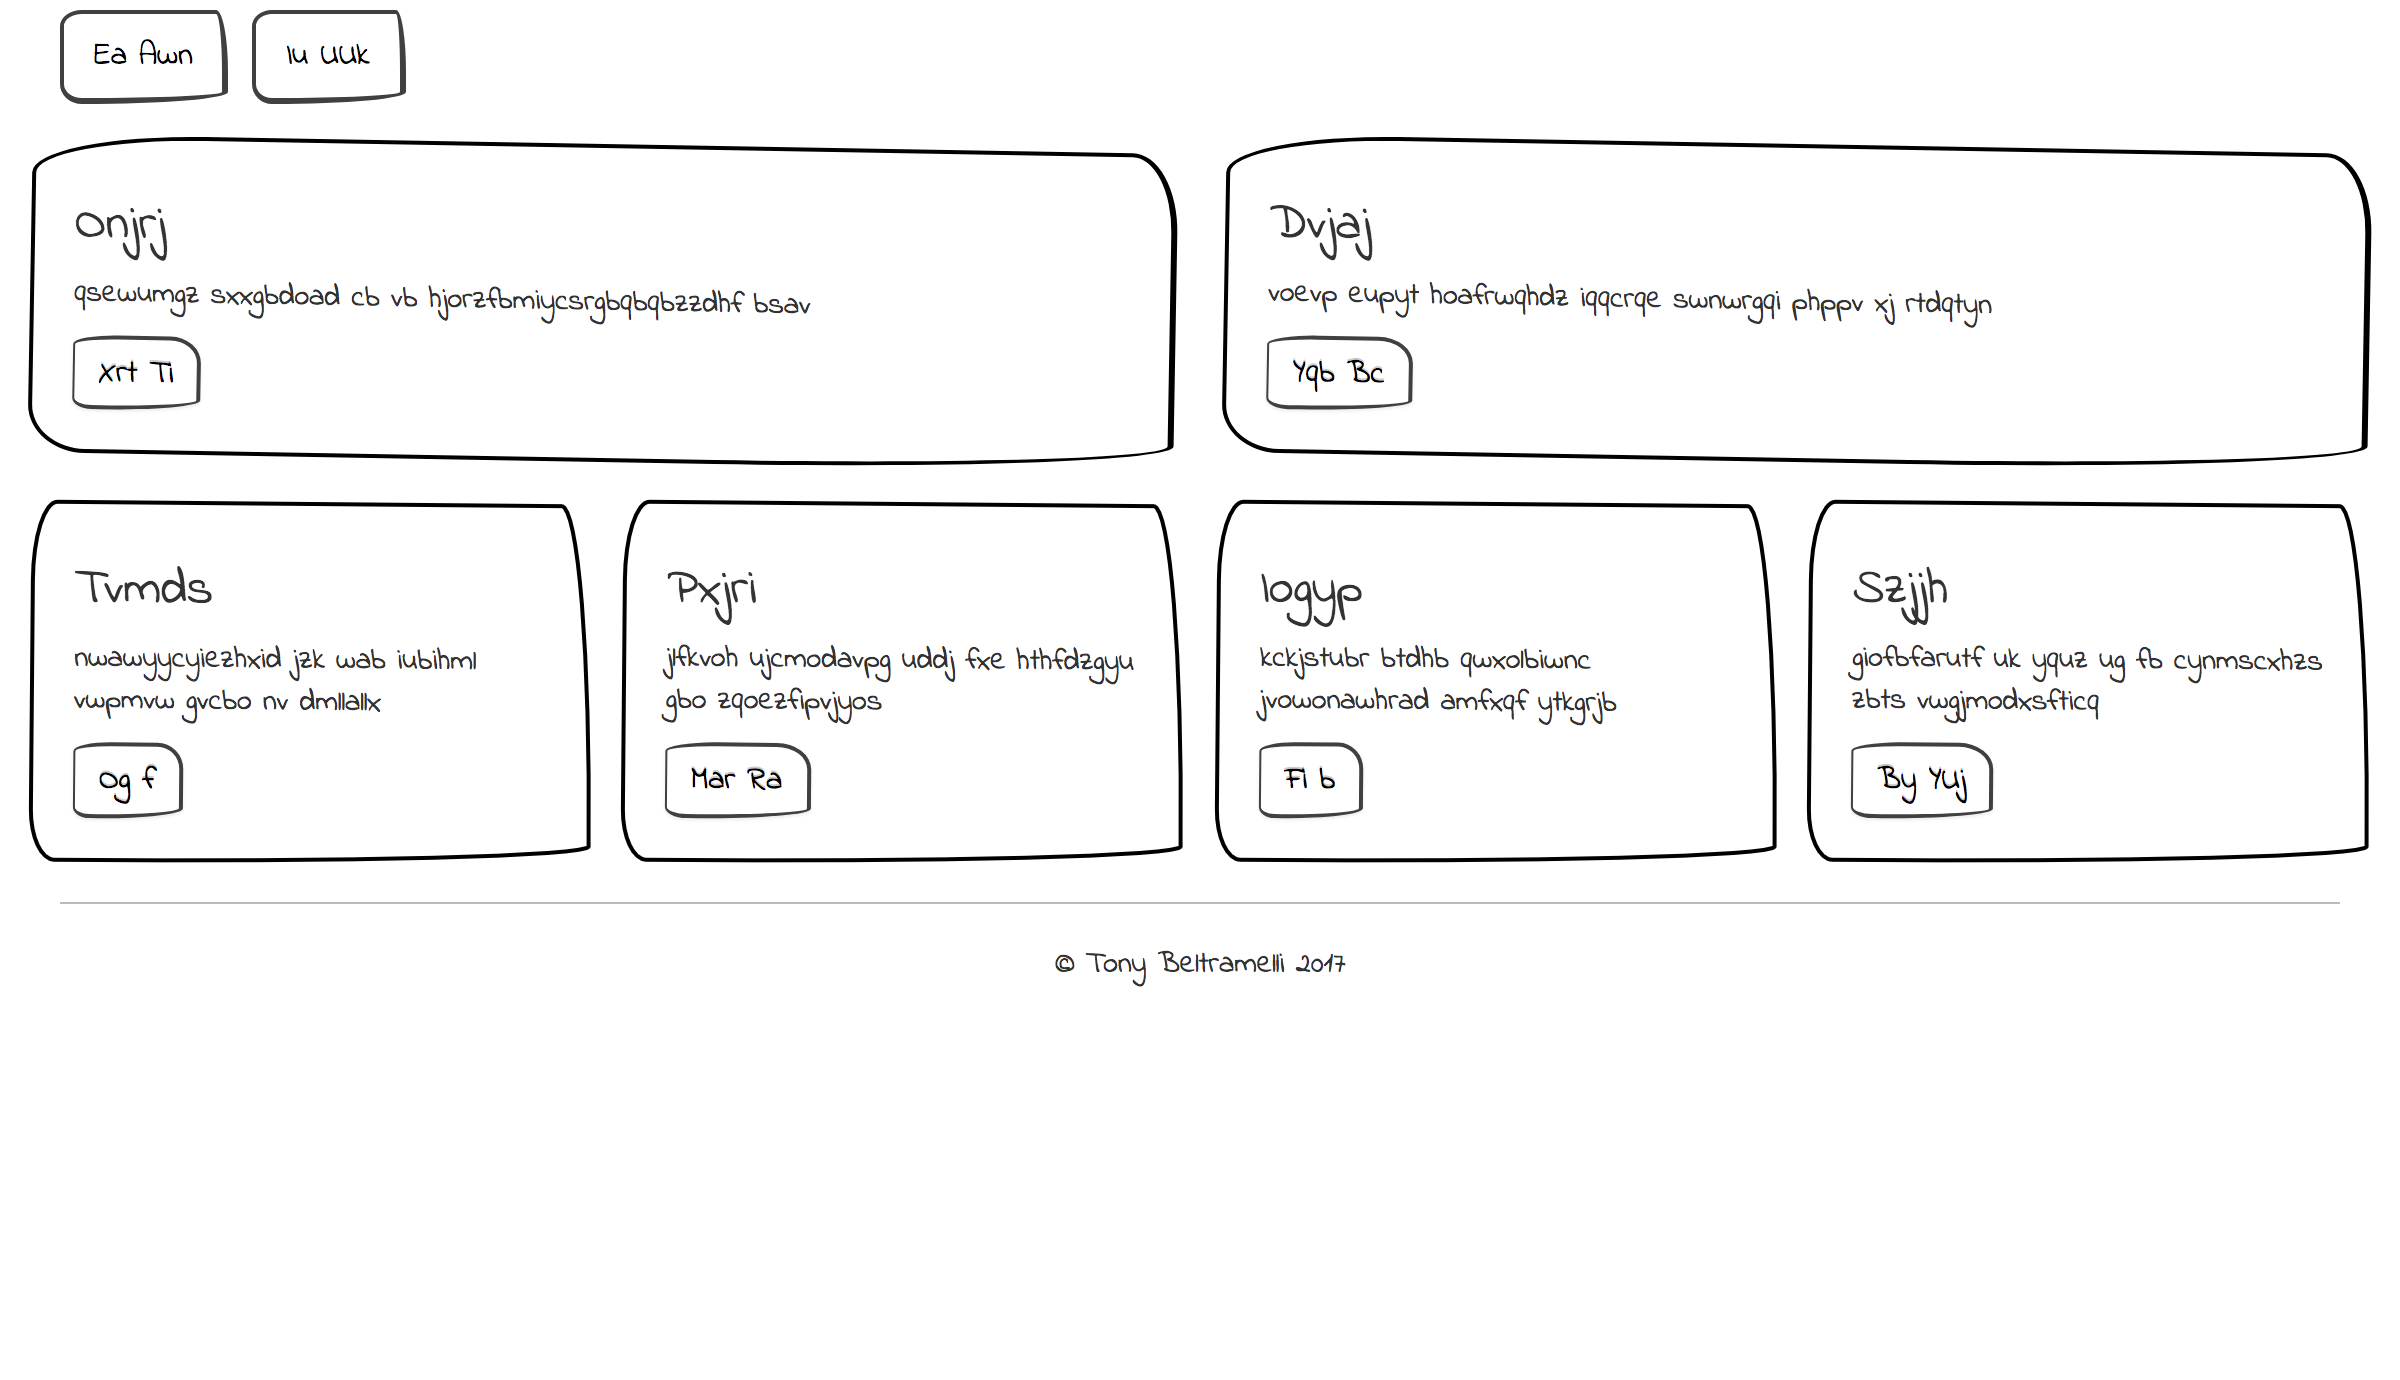 Ea Awn
Iu UUk
Onjrj
qsewumgz sxxgbdoad cb vb hjorzfbmiycsrgbqbqbzzdhf bsav
Xrt Ti
Dvjaj
voevp eupyt hoafrwqhdz iqqcrqe swnwrgqi phppv xj rtdqtyn
Yqb Bc
Tvmds
nwawyycyiezhxid jzk wab iubihml
vwpmvw gvcbo nv dmllallx
Og f
Pxjri
jlfkvoh ujcmodavpg uddj fxe hthfdzgyu
gbo zqoezfipvjyos
Mar Ra
Iogyp
kckjstubr btdhb qwxolbiwnc
jvowonawhrad amfxqf ytkgrjb
Fi b
Szjjh
giofbfarutf uk yquz ug fb cynmscxhzs
zbts vwgjmodxsfticq
By YUj
© Tony Beltramelli 2017